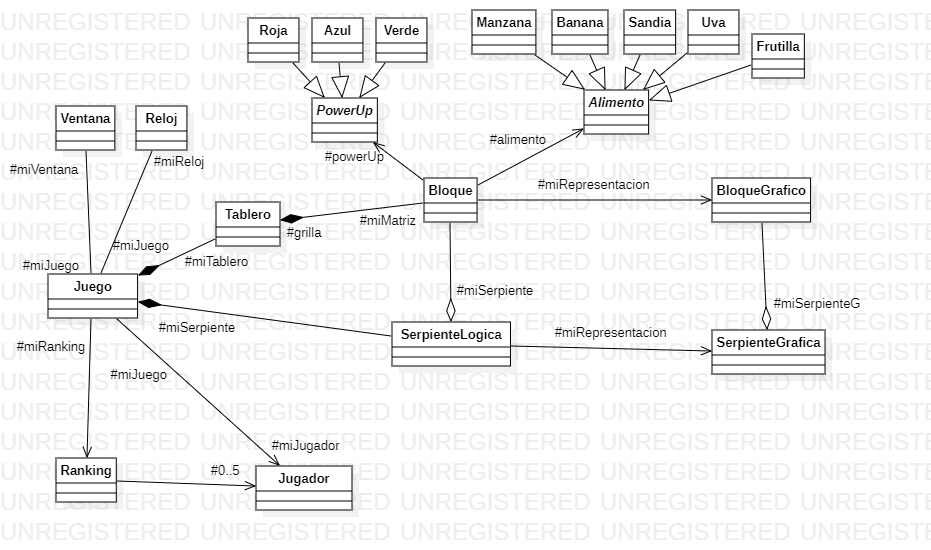 UNREGISTERED UNREGISTERED UNREGISTERED UNREGISTERED UNREGISTERED
Manzana Banana Sandia Uva
Roja Azul Verde
Frutilla
PowerUp
Alimento
Ventana Reloj
#alimento
#powerUp
#miVentana #miReloj
#miRepresentacion
Bloque
BloqueGrafico
Tablero
#miMatriz
#grilla
#miJuego
#miTablero
#miJuego
Juego
#miSerpiente
#miSerpienteG
#miSerpiente
#miRepresentacion
SerpienteLogica
SerpienteGrafica
#miRanking
#miJuego
#miJugador
Ranking
#0..5
Jugador